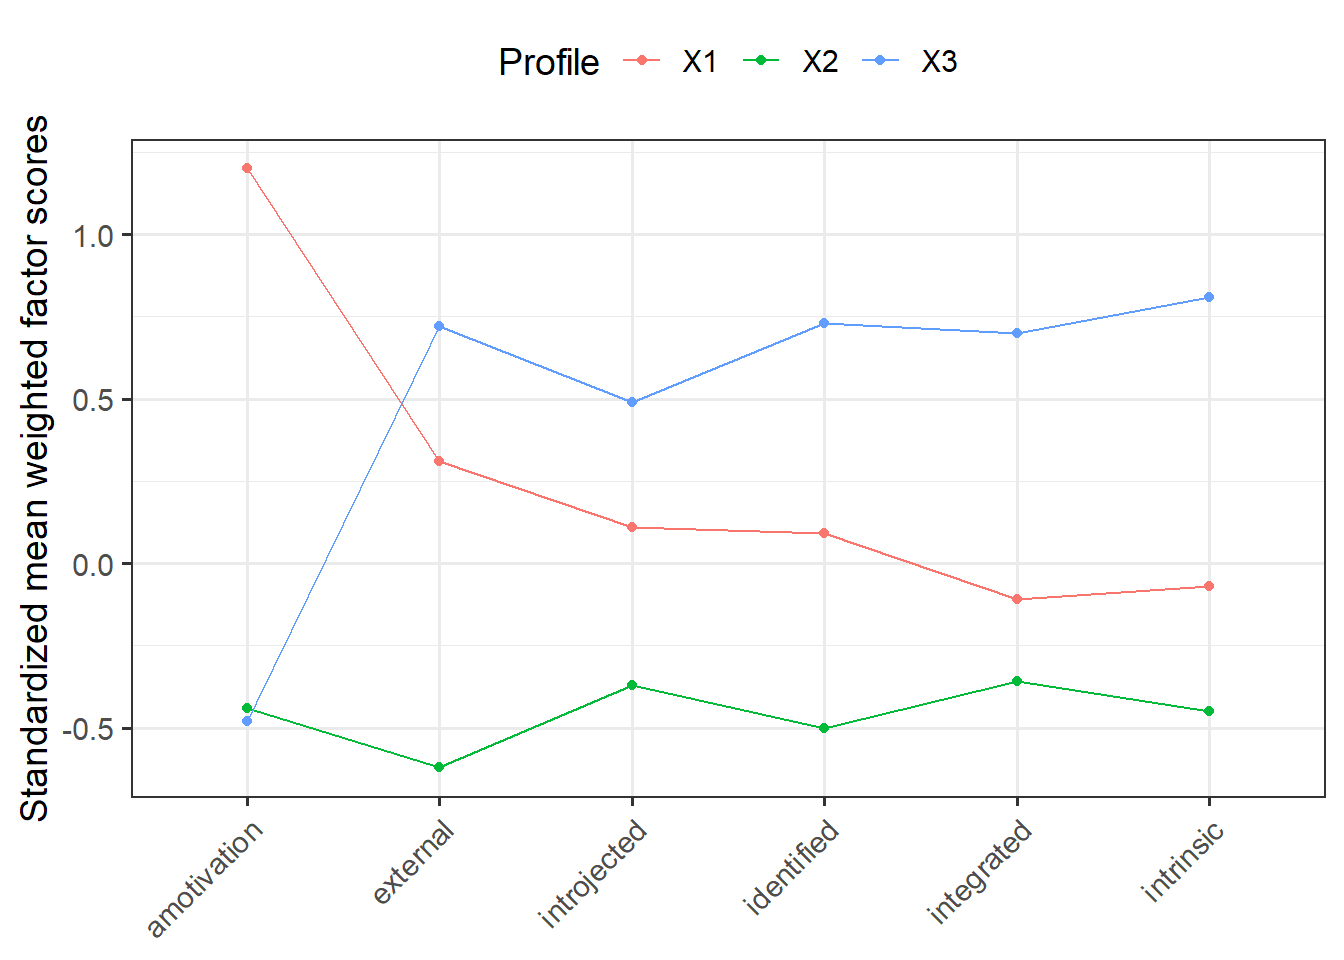 Profile X1 X2 X3
Standardized mean weighted factor scores
1.0
0.5
0.0
-0.5
amotivation
external
introjected
identified
integrated
intrinsic